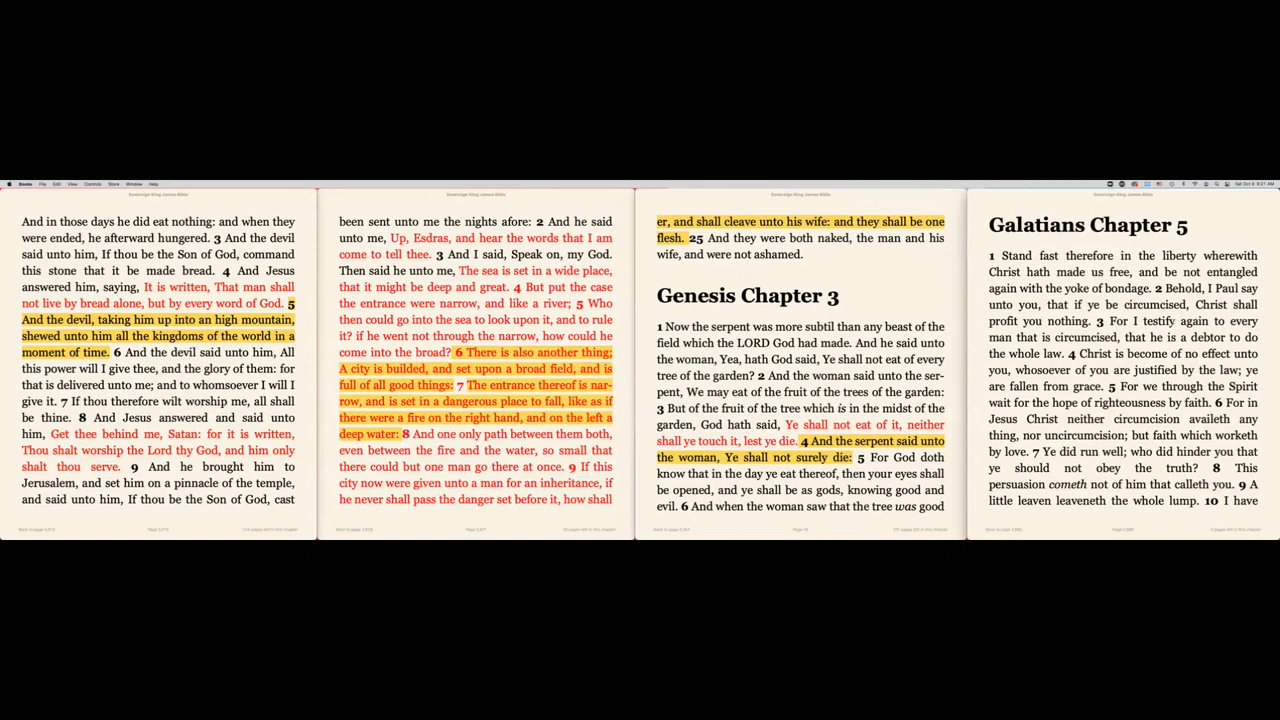 Books File Edit View Controls Store Window Help
Sat Oct 8 9:21 AM
Sovereign King James Bible
And in those days he did eat nothing: and when they
were ended, he afterward hungered. 3 And the devil
said unto him, If thou be the Son of God, command
this stone that it be made bread. 4 And Jesus
answered him, saying, It is written, That man shall
not live by bread alone, but by every word of God. 5
And the devil, taking him up into an high mountain,
shewed unto him all the kingdoms of the world in a
moment of time. 6 And the devil said unto him, All
this power will I give thee, and the glory of them: for
that is delivered unto me; and to whomsoever I will I
give it. 7 If thou therefore wilt worship me, all shall
be thine. 8 And Jesus answered and said unto
him, Get thee behind me, Satan: for it is written,
Thou shalt worship the Lord thy God, and him only
shalt thou serve. 9 And he brought him to
Jerusalem, and set him on a pinnacle of the temple,
and said unto him, If thou be the Son of God, cast
Sovereign King James Bible
been sent unto me the nights afore: 2 And he said
unto me, Up, Esdras, and hear the words that I am
come to tell thee. 3 And I said, Speak on, my God.
Then said he unto me, The sea is set in a wide place,
that it might be deep and great. 4 But put the case
the entrance were narrow, and like a river; 5 Who
then could go into the sea to look upon it, and to rule
it? if he went not through the narrow, how could he
come into the broad? 6 There is also another thing;
A city is builded, and set upon a broad field, and is
full of all good things: 7 The entrance thereof is nar-
row, and is set in a dangerous place to fall, like as if
there were a fire on the right hand, and on the left a
deep water: 8 And one only path between them both,
even between the fire and the water, so small that
there could but one man go there at once. 9 If this
city now were given unto a man for an inheritance, if
he never shall pass the danger set before it, how shall
Sovereign King James Bible
er, and shall cleave unto his wife: and they shall be one
flesh. 25 And they were both naked, the man and his
wife, and were not ashamed.
Genesis Chapter 3
1 Now the serpent was more subtil than any beast of the
field which the LORD God had made. And he said unto
the woman, Yea, hath God said, Ye shall not eat of every
tree of the garden? 2 And the woman said unto the ser-
pent, We may eat of the fruit of the trees of the garden:
3 But of the fruit of the tree which is in the midst of the
garden, God hath said, Ye shall not eat of it, neither
shall ye touch it, lest ye die. 4 And the serpent said unto
the woman, Ye shall not surely die: 5 For God doth
know that in the day ye eat thereof, then your eyes shall
be opened, and ye shall be as gods, knowing good and
evil. 6 And when the woman saw that the tree was good
Sovereign King James Bible
Galatians Chapter 5
1 Stand fast therefore in the liberty wherewith
Christ hath made us free, and be not entangled
again with the yoke of bondage. 2 Behold, I Paul say
unto you, that if ye be circumcised, Christ shall
profit you nothing. 3 For I testify again to every
man that is circumcised, that he is a debtor to do
the whole law. 4 Christ is become of no effect unto
you, whosoever of you are justified by the law; ye
are fallen from grace. 5 For we through the Spirit
wait for the hope of righteousness by faith. 6 For in
Jesus Christ neither circumcision availeth any
thing, nor uncircumcision; but faith which worketh
by love. 7 Ye did run well; who did hinder you that
ye should not obey the truth? 8 This
persuasion cometh not of him that calleth you. 9 A
little leaven leaveneth the whole lump. 10 I have